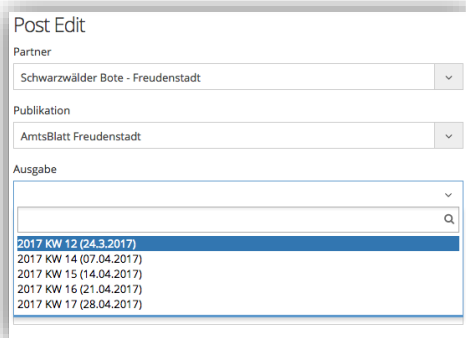 Post Edit
Partner
Schwarzwälder Bote - Freudenstadt
Publikation
AmtsBlatt Freudenstadt
Ausgabe
2017 KW 12 (24.3.2017)
2017 KW 14 (07.04.2017)
2017 KW 15 (14.04.2017)
2017 KW 16 (21.04.2017)
2017 KW 17 (28.04.2017)